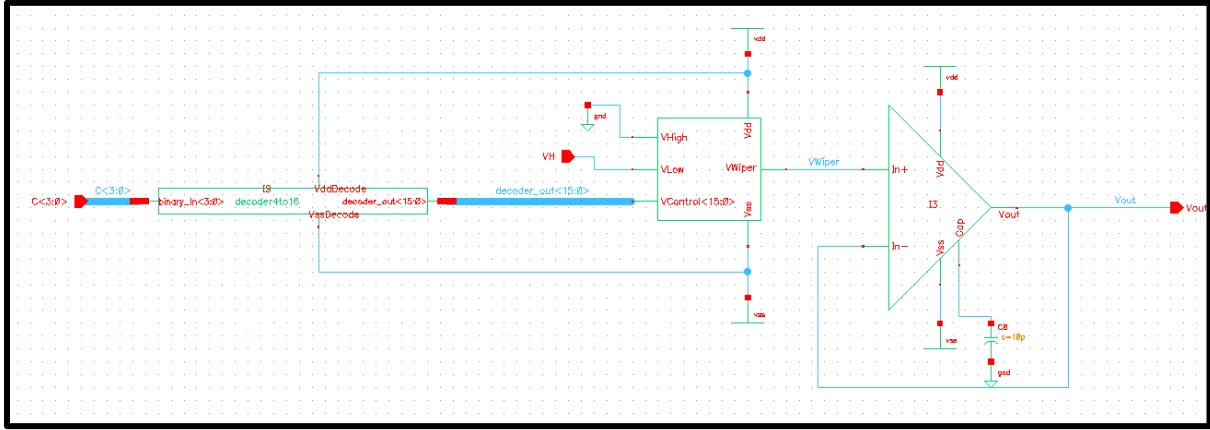 vdd
vdd
gnd
VHigh
Vdd
VH
VLow
VWiper
VWiper
In+
Vdd
C<3:0>
C<3:0>
I9
VddDecode
binary_in<3:0>
decoder4to16
decoder_out<15:0>
VssDecode
decoder_out<15:0>
VControl<15:0>
Vss
I3
Vout
Vout
Vout
In-
Vss
Cap
vss
C0
c=10p
vss
gnd